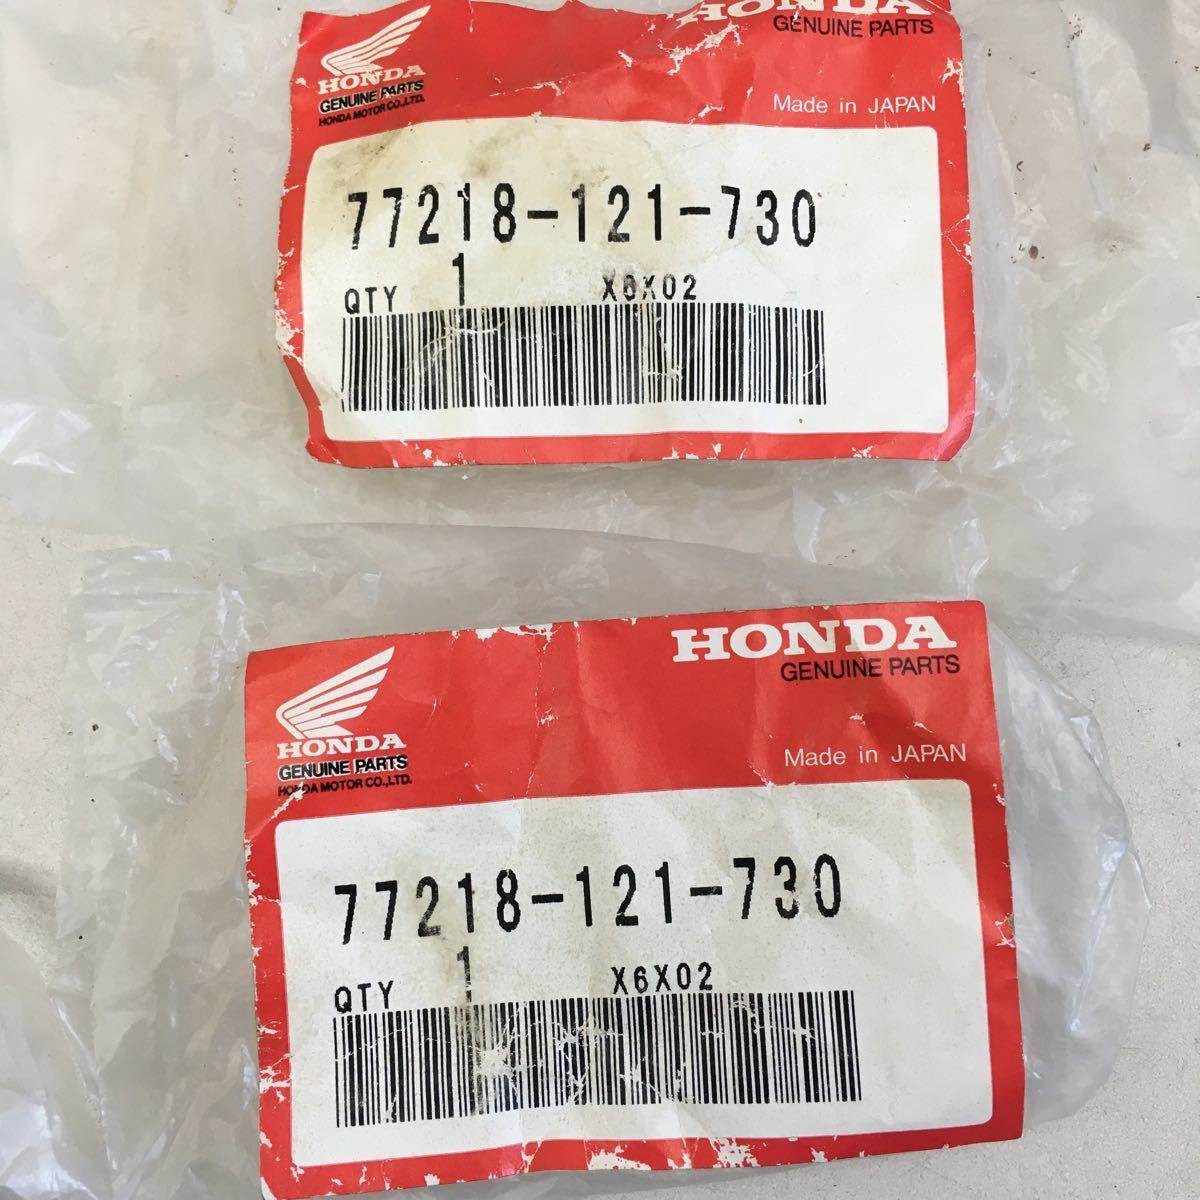 HONDA
GENUINE PARTS
HONDA
GENUINE PARTS
HONDA MOTOR CO.,LTD.
Made in JAPAN
77218-121-730
QTY 1 X6X02
HONDA
GENUINE PARTS
HONDA
GENUINE PARTS
HONDA MOTOR CO.,LTD.
Made in JAPAN
77218-121-730
QTY 1 X6X02